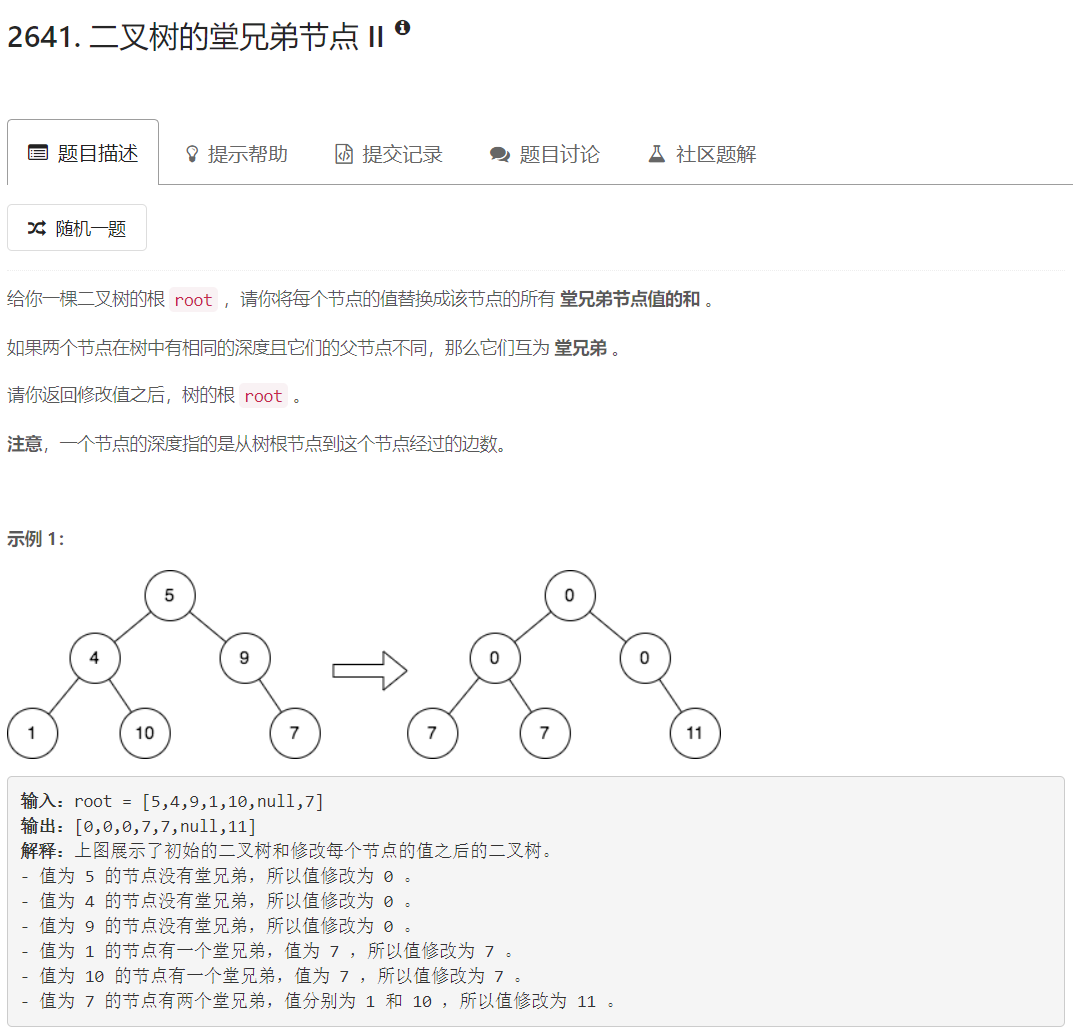 2641. 二叉树的堂兄弟节点 II
题目描述 提示帮助 提交记录 题目讨论 社区题解
随机一题
给你一棵二叉树的根 root ，请你将每个节点的值替换成该节点的所有 堂兄弟节点值的和 。
如果两个节点在树中有相同的深度且它们的父节点不同，那么它们互为 堂兄弟 。
请你返回修改值之后，树的根 root 。
注意，一个节点的深度指的是从树根节点到这个节点经过的边数。
示例 1：
5 0
4 9 0 0
1 10 7 7 7 11
输入：root = [5,4,9,1,10,null,7]
输出：[0,0,0,7,7,null,11]
解释：上图展示了初始的二叉树和修改每个节点的值之后的二叉树。
- 值为 5 的节点没有堂兄弟，所以值修改为 0 。
- 值为 4 的节点没有堂兄弟，所以值修改为 0 。
- 值为 9 的节点没有堂兄弟，所以值修改为 0 。
- 值为 1 的节点有一个堂兄弟，值为 7 ，所以值修改为 7 。
- 值为 10 的节点有一个堂兄弟，值为 7 ，所以值修改为 7 。
- 值为 7 的节点有两个堂兄弟，值分别为 1 和 10 ，所以值修改为 11 。